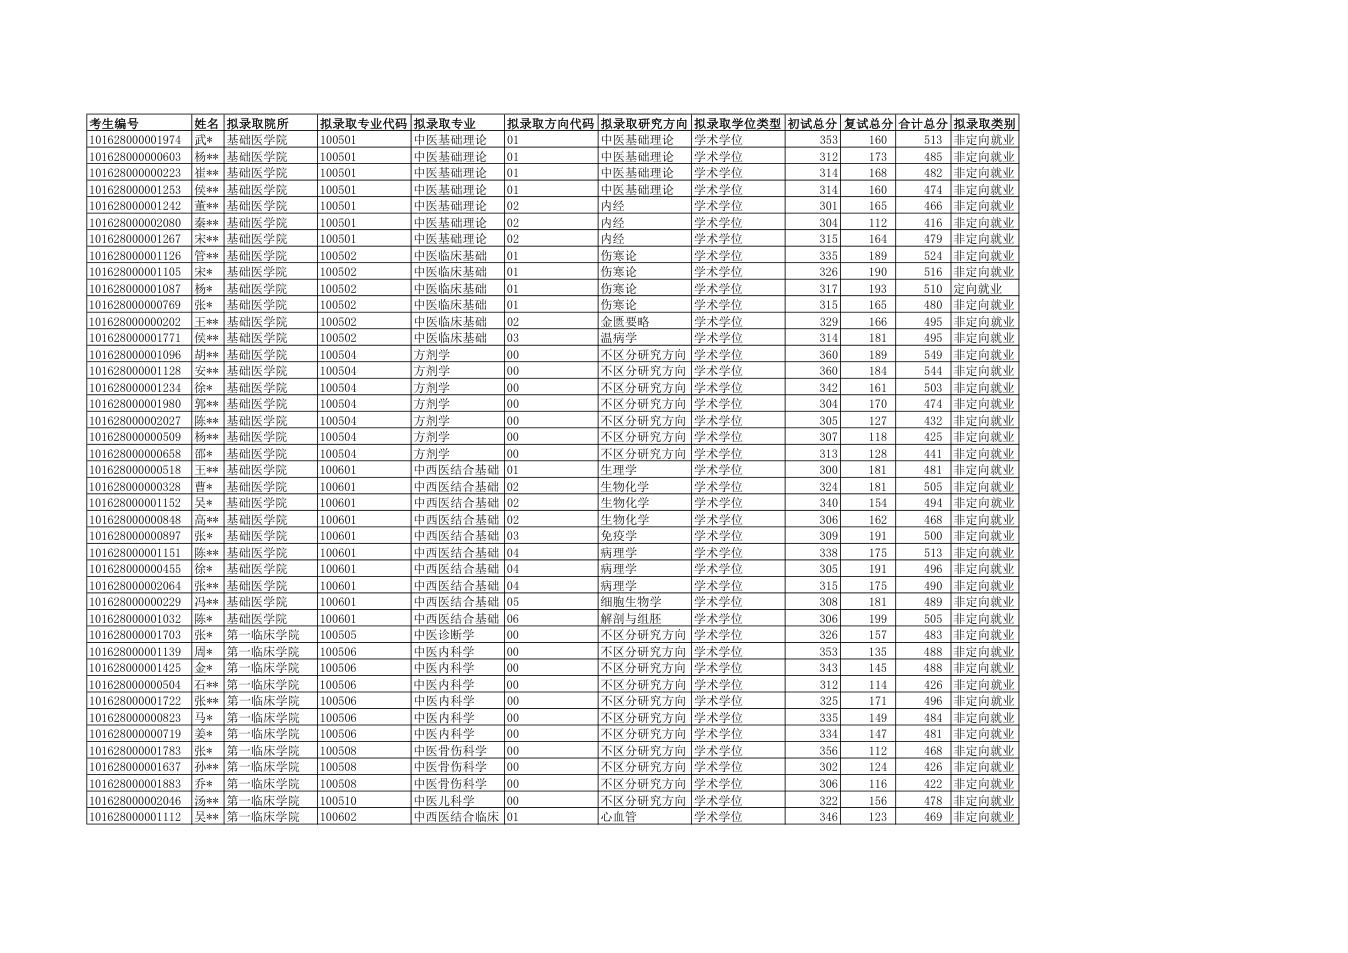 考生编号 姓名 拟录取院所 拟录取专业代码 拟录取专业 拟录取方向代码 拟录取研究方向 拟录取学位类型 初试总分 复试总分 合计总分 拟录取类别
101628000001974 武* 基础医学院 100501 中医基础理论 01 中医基础理论 学术学位 353 160 513 非定向就业
101628000000603 杨** 基础医学院 100501 中医基础理论 01 中医基础理论 学术学位 312 173 485 非定向就业
101628000000223 崔** 基础医学院 100501 中医基础理论 01 中医基础理论 学术学位 314 168 482 非定向就业
101628000001253 侯** 基础医学院 100501 中医基础理论 01 中医基础理论 学术学位 314 160 474 非定向就业
101628000001242 董** 基础医学院 100501 中医基础理论 02 内经 学术学位 301 165 466 非定向就业
101628000002080 秦** 基础医学院 100501 中医基础理论 02 内经 学术学位 304 112 416 非定向就业
101628000001267 宋** 基础医学院 100501 中医基础理论 02 内经 学术学位 315 164 479 非定向就业
101628000001126 管** 基础医学院 100502 中医临床基础 01 伤寒论 学术学位 335 189 524 非定向就业
101628000001105 宋* 基础医学院 100502 中医临床基础 01 伤寒论 学术学位 326 190 516 非定向就业
101628000001087 杨* 基础医学院 100502 中医临床基础 01 伤寒论 学术学位 317 193 510 定向就业
101628000000769 张* 基础医学院 100502 中医临床基础 01 伤寒论 学术学位 315 165 480 非定向就业
101628000000202 王** 基础医学院 100502 中医临床基础 02 金匮要略 学术学位 329 166 495 非定向就业
101628000001771 侯** 基础医学院 100502 中医临床基础 03 温病学 学术学位 314 181 495 非定向就业
101628000001096 胡** 基础医学院 100504 方剂学 00 不区分研究方向 学术学位 360 189 549 非定向就业
101628000001128 安** 基础医学院 100504 方剂学 00 不区分研究方向 学术学位 360 184 544 非定向就业
101628000001234 徐* 基础医学院 100504 方剂学 00 不区分研究方向 学术学位 342 161 503 非定向就业
101628000001980 郭** 基础医学院 100504 方剂学 00 不区分研究方向 学术学位 304 170 474 非定向就业
101628000002027 陈** 基础医学院 100504 方剂学 00 不区分研究方向 学术学位 305 127 432 非定向就业
101628000000509 杨** 基础医学院 100504 方剂学 00 不区分研究方向 学术学位 307 118 425 非定向就业
101628000000658 邵* 基础医学院 100504 方剂学 00 不区分研究方向 学术学位 313 128 441 非定向就业
101628000000518 王** 基础医学院 100601 中西医结合基础 01 生理学 学术学位 300 181 481 非定向就业
101628000000328 曹* 基础医学院 100601 中西医结合基础 02 生物化学 学术学位 324 181 505 非定向就业
101628000001152 吴* 基础医学院 100601 中西医结合基础 02 生物化学 学术学位 340 154 494 非定向就业
101628000000848 高** 基础医学院 100601 中西医结合基础 02 生物化学 学术学位 306 162 468 非定向就业
101628000000897 张* 基础医学院 100601 中西医结合基础 03 免疫学 学术学位 309 191 500 非定向就业
101628000001151 陈** 基础医学院 100601 中西医结合基础 04 病理学 学术学位 338 175 513 非定向就业
101628000000455 徐* 基础医学院 100601 中西医结合基础 04 病理学 学术学位 305 191 496 非定向就业
101628000002064 张** 基础医学院 100601 中西医结合基础 04 病理学 学术学位 315 175 490 非定向就业
101628000000229 冯** 基础医学院 100601 中西医结合基础 05 细胞生物学 学术学位 308 181 489 非定向就业
101628000001032 陈* 基础医学院 100601 中西医结合基础 06 解剖与组胚 学术学位 306 199 505 非定向就业
101628000001703 张* 第一临床学院 100505 中医诊断学 00 不区分研究方向 学术学位 326 157 483 非定向就业
101628000001139 周* 第一临床学院 100506 中医内科学 00 不区分研究方向 学术学位 353 135 488 非定向就业
101628000001425 金* 第一临床学院 100506 中医内科学 00 不区分研究方向 学术学位 343 145 488 非定向就业
101628000000504 石** 第一临床学院 100506 中医内科学 00 不区分研究方向 学术学位 312 114 426 非定向就业
101628000001722 张** 第一临床学院 100506 中医内科学 00 不区分研究方向 学术学位 325 171 496 非定向就业
101628000000823 马* 第一临床学院 100506 中医内科学 00 不区分研究方向 学术学位 335 149 484 非定向就业
101628000000719 姜* 第一临床学院 100506 中医内科学 00 不区分研究方向 学术学位 334 147 481 非定向就业
101628000001783 张* 第一临床学院 100508 中医骨伤科学 00 不区分研究方向 学术学位 356 112 468 非定向就业
101628000001637 孙** 第一临床学院 100508 中医骨伤科学 00 不区分研究方向 学术学位 302 124 426 非定向就业
101628000001883 乔* 第一临床学院 100508 中医骨伤科学 00 不区分研究方向 学术学位 306 116 422 非定向就业
101628000002046 汤** 第一临床学院 100510 中医儿科学 00 不区分研究方向 学术学位 322 156 478 非定向就业
101628000001112 吴** 第一临床学院 100602 中西医结合临床 01 心血管 学术学位 346 123 469 非定向就业